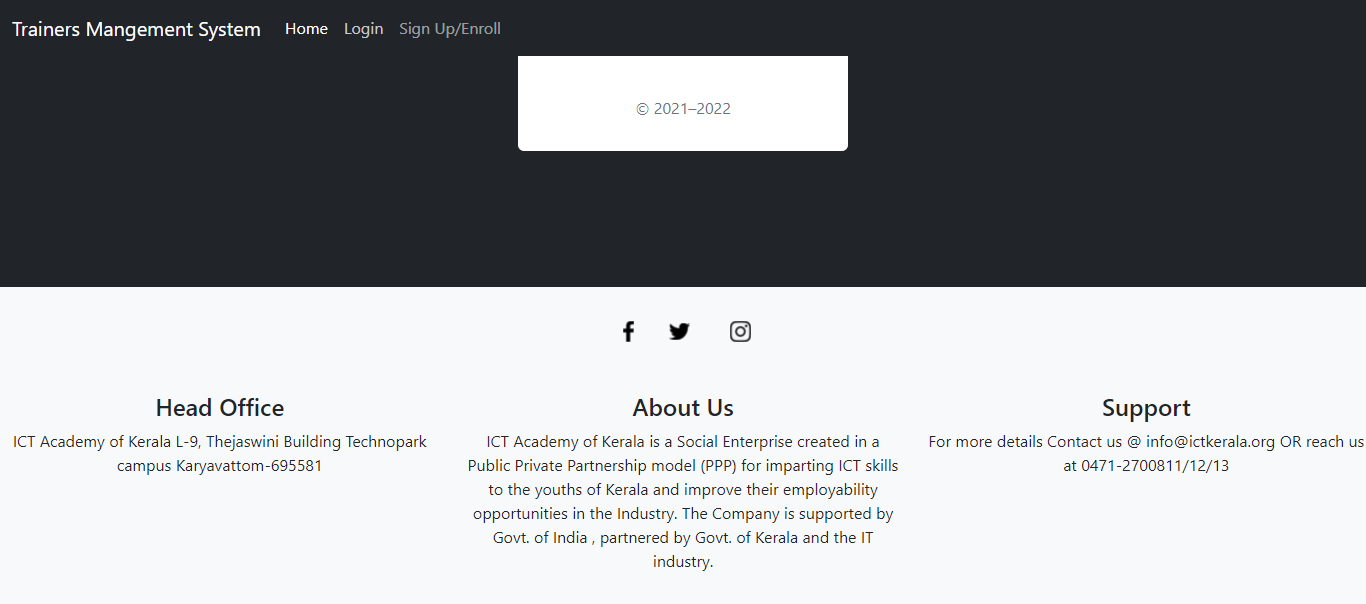 Trainers Mangement System Home Login Sign Up/Enroll
© 2021–2022
Head Office
ICT Academy of Kerala L-9, Thejaswini Building Technopark
campus Karyavattom-695581
About Us
ICT Academy of Kerala is a Social Enterprise created in a
Public Private Partnership model (PPP) for imparting ICT skills
to the youths of Kerala and improve their employability
opportunities in the Industry. The Company is supported by
Govt. of India , partnered by Govt. of Kerala and the IT
industry.
Support
For more details Contact us @ info@ictkerala.org OR reach us
at 0471-2700811/12/13